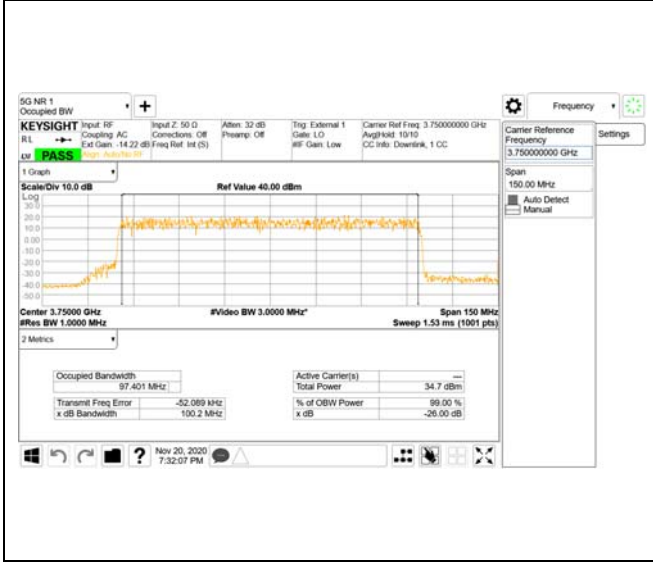 5G NR 1
Occupied BW
Frequency
KEYSIGHT
Input: RF
Input Z: 50 Ω
Atten: 32 dB
Trig: External 1
Carrier Ref Freq: 3.750000000 GHz
R L
Coupling: AC
Corrections: Off
Preamp: Off
Gate: LO
Avg|Hold: 10/10
Ext Gain: -14.22 dB
Freq Ref: Int (S)
#IF Gain: Low
CC Info: Downlink, 1 CC
PASS
Align: Auto/No RF
Carrier Reference
Frequency
3.750000000 GHz
Settings
Span
150.00 MHz
Auto Detect
Manual
1 Graph
Scale/Div 10.0 dB
Ref Value 40.00 dBm
Log
30.0
20.0
10.0
0.00
-10.0
-20.0
-30.0
-40.0
-50.0
Center 3.75000 GHz
#Video BW 3.0000 MHz*
Span 150 MHz
#Res BW 1.0000 MHz
Sweep 1.53 ms (1001 pts)
2 Metrics
Occupied Bandwidth
97.401 MHz
Active Carrier(s)
---
Total Power
34.7 dBm
Transmit Freq Error
-52.089 kHz
% of OBW Power
99.00 %
x dB Bandwidth
100.2 MHz
x dB
-26.00 dB
?
Nov 20, 2020
7:32:07 PM